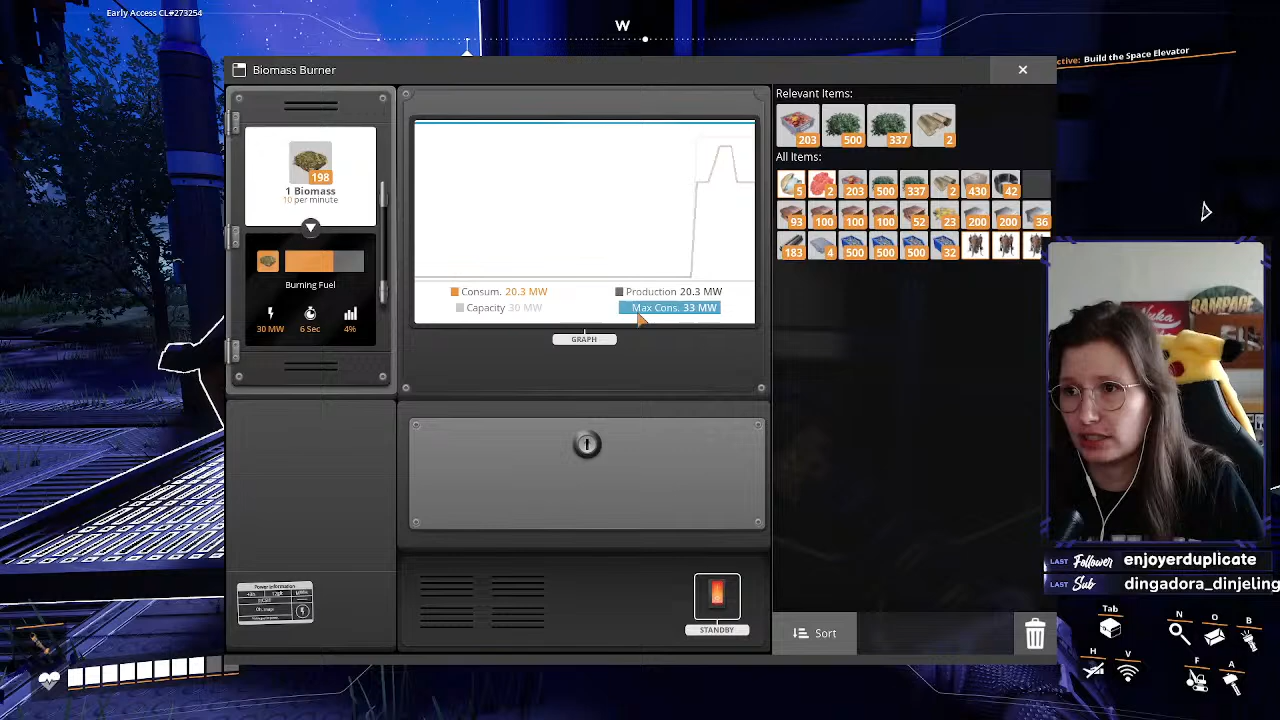 Early Access CL#273254
W
ctive: Build the Space Elevator
Biomass Burner
Relevant Items:
203 500 337 2
All Items:
5 2 203 500 337 2 430 42
93 100 100 100 52 23 200 200 36
183 4 500 500 500 32
198
1 Biomass
10 per minute
Burning Fuel
30 MW 6 Sec 4%
Consum. 20.3 MW
Production 20.3 MW
Capacity 30 MW
Max Cons. 33 MW
GRAPH
Power Information
STANDBY
Sort
RAMPAGE
Nuka
LAST Follower enjoyerduplicate
LAST Sub dingadora_dinjeling
Tab N O B
H V F A